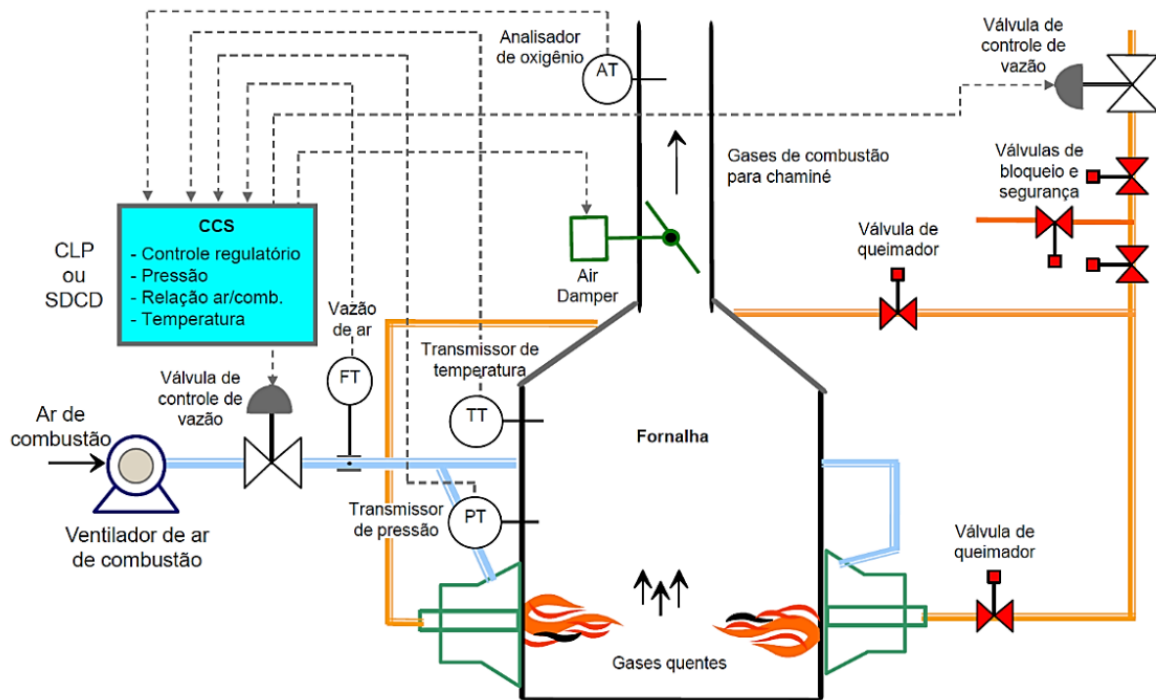 Analisador
de oxigênio
AT
Válvula de
controle de
vazão
Gases de combustão
para chaminé
Válvulas de
bloqueio e
segurança
CLP
ou
SDCD
CCS
- Controle regulatório
- Pressão
- Relação ar/comb.
- Temperatura
Air
Damper
Válvula de
queimador
Vazão
de ar
FT
Transmissor de
temperatura
TT
Válvula de
controle de
vazão
Ar de
combustão
Fornalha
Transmissor
de pressão
PT
Ventilador de ar
de combustão
Válvula de
queimador
Gases quentes